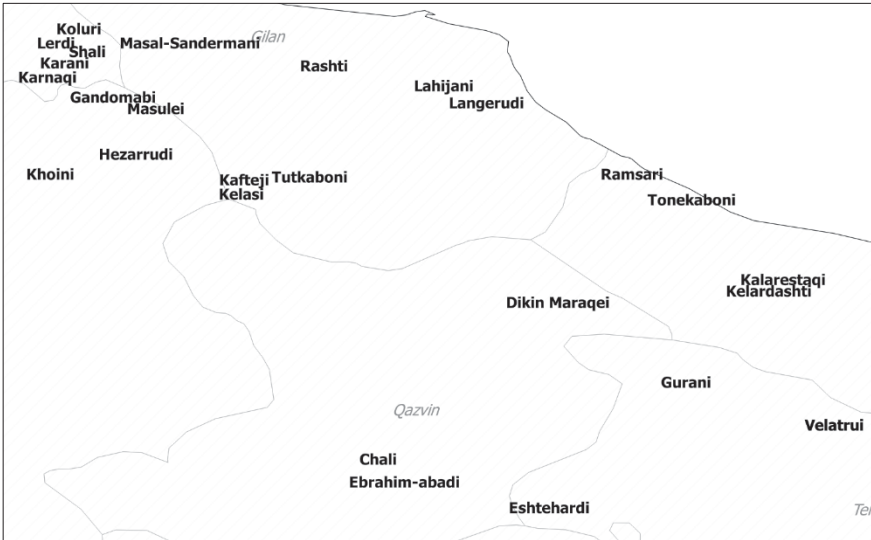 Koluri
Gilan
Lerdi
Masal-Sandermani
Shali
Karani
Rashti
Karnaqi
Lahijani
Gandomabi
Langerudi
Masulei
Hezarrudi
Khoini
Ramsari
Kafteji
Tutkaboni
Kelasi
Tonekaboni
Kalarestaqi
Kelardashti
Dikin Maraqei
Gurani
Qazvin
Velatrui
Chali
Ebrahim-abadi
Eshtehardi